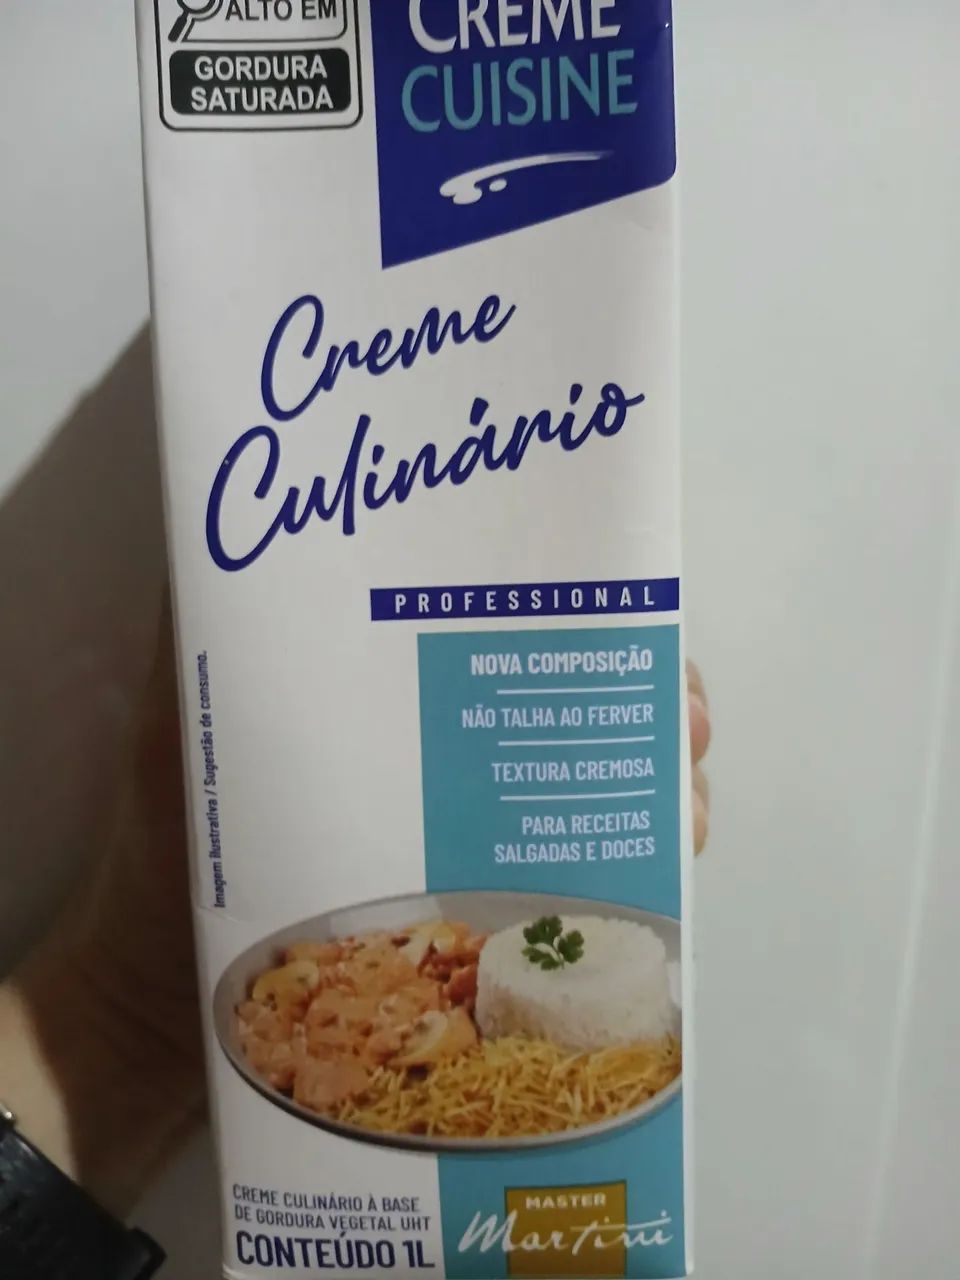 ALTO EM
GORDURA
SATURADA
CREME
CUISINE
Creme
Culinário
PROFESSIONAL
NOVA COMPOSIÇÃO
NÃO TALHA AO FERVER
TEXTURA CREMOSA
PARA RECEITAS
SALGADAS E DOCES
Imagem ilustrativa / Sugestão de consumo.
CREME CULINÁRIO À BASE
DE GORDURA VEGETAL UHT
CONTEÚDO 1L
MASTER
Martini